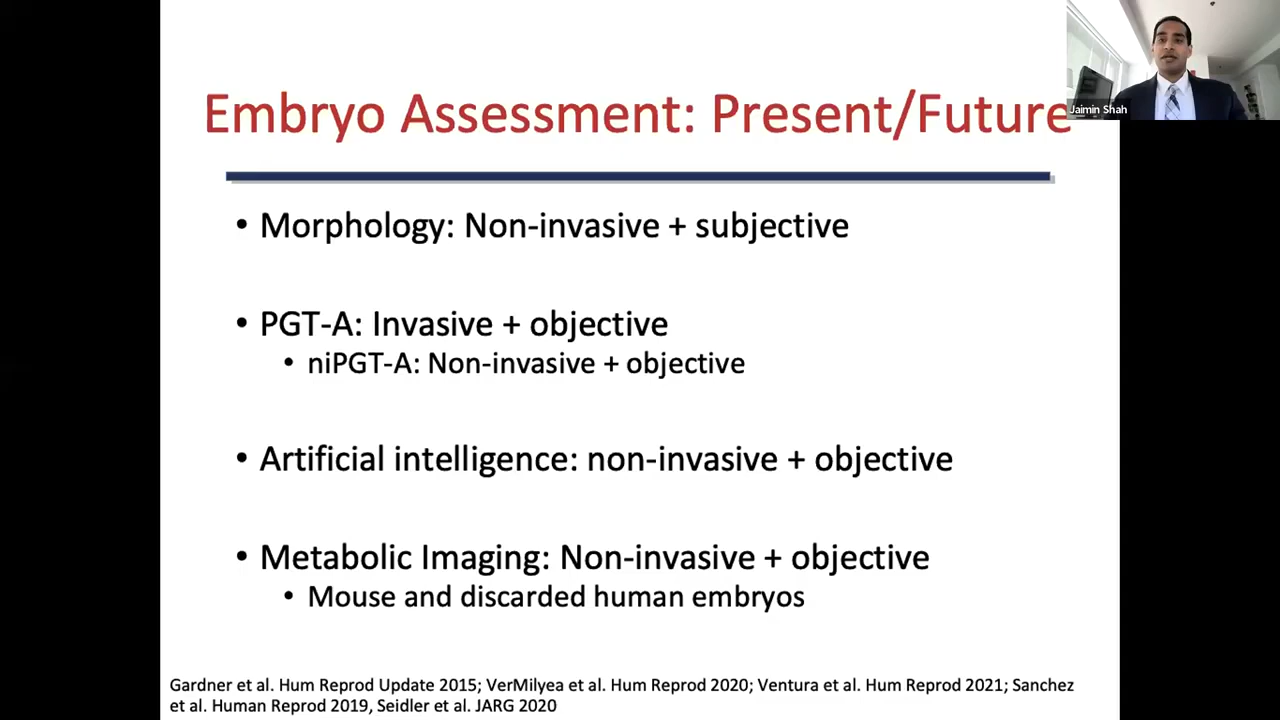 Embryo Assessment: Present/Future
Jaimin Shah
• Morphology: Non-invasive + subjective
• PGT-A: Invasive + objective
• niPGT-A: Non-invasive + objective
• Artificial intelligence: non-invasive + objective
• Metabolic Imaging: Non-invasive + objective
• Mouse and discarded human embryos
Gardner et al. Hum Reprod Update 2015; VerMilyea et al. Hum Reprod 2020; Ventura et al. Hum Reprod 2021; Sanchez
et al. Human Reprod 2019, Seidler et al. JARG 2020